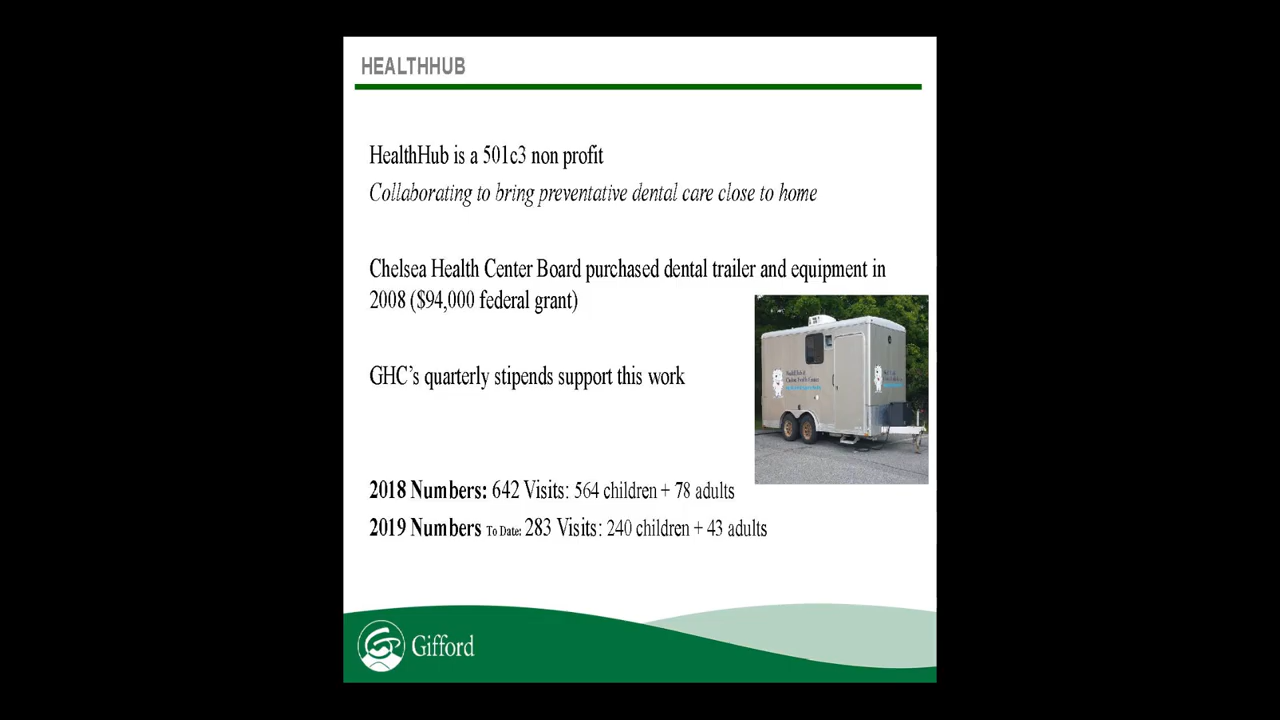 HEALTHHUB
HealthHub is a 501c3 non profit
Collaborating to bring preventative dental care close to home
Chelsea Health Center Board purchased dental trailer and equipment in
2008 ($94,000 federal grant)
GHC's quarterly stipends support this work
2018 Numbers: 642 Visits: 564 children + 78 adults
2019 Numbers To Date: 283 Visits: 240 children + 43 adults
Gifford